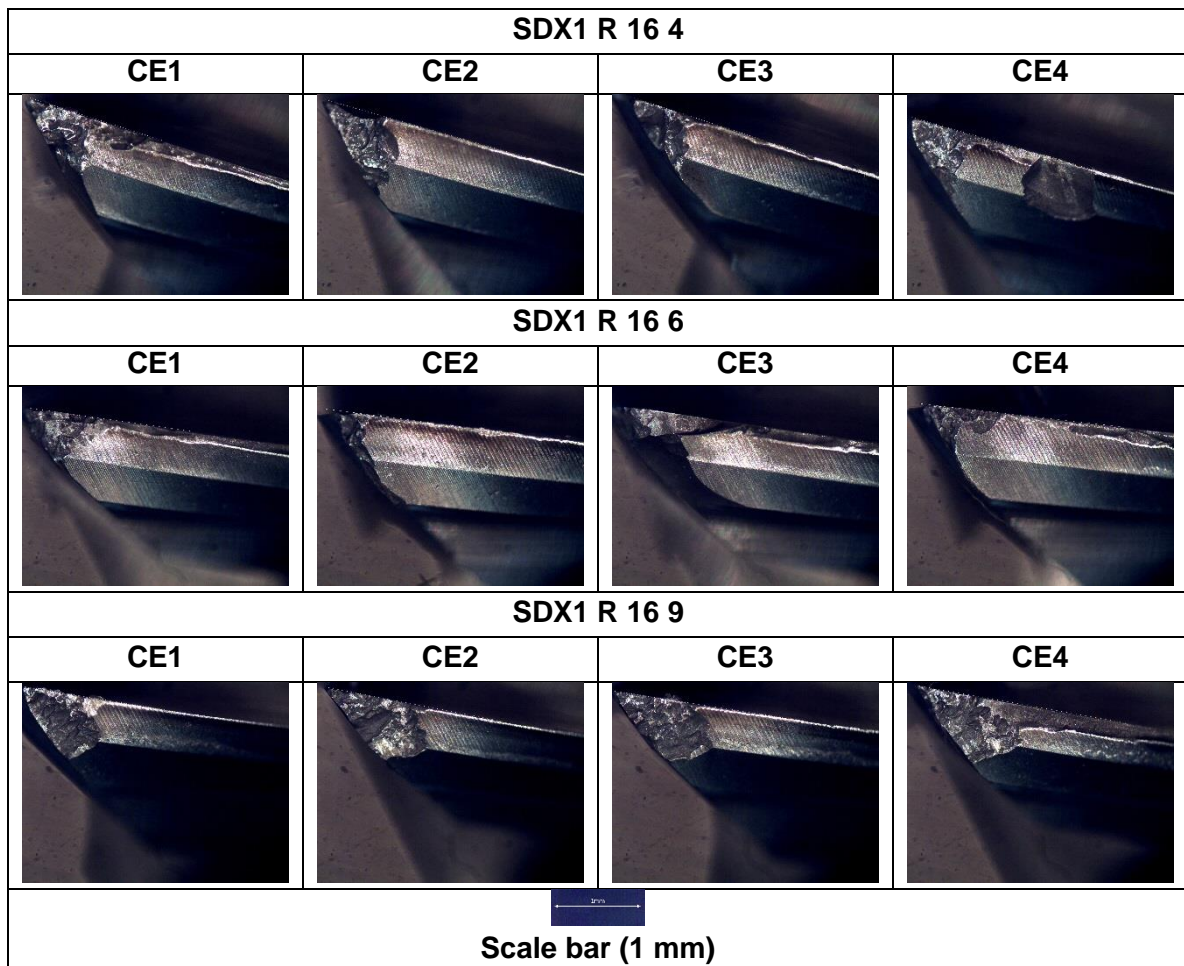 SDX1 R 16 4
CE1 CE2 CE3 CE4
SDX1 R 16 6
CE1 CE2 CE3 CE4
SDX1 R 16 9
CE1 CE2 CE3 CE4
1mm
Scale bar (1 mm)